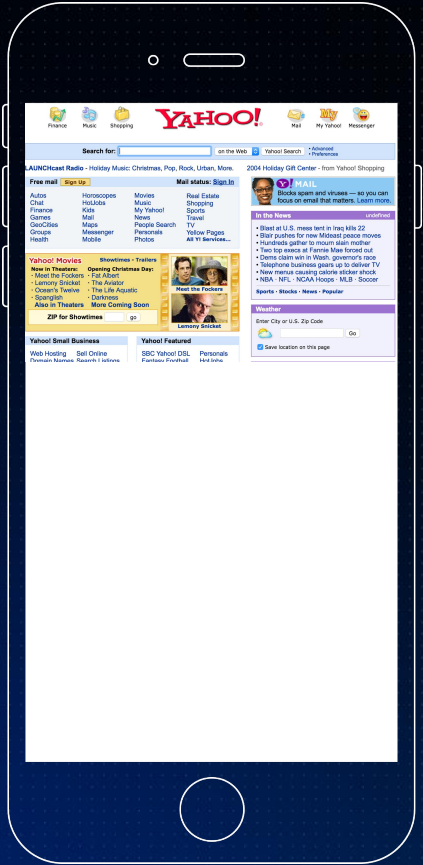 YAHOO!
Finance Music Shopping Mail My Yahoo! Messenger
Search for: on the Web Yahoo! Search • Advanced
• Preferences
LAUNCHcast Radio - Holiday Music: Christmas, Pop, Rock, Urban, More.
2004 Holiday Gift Center - from Yahoo! Shopping
Free mail Sign Up Mail status: Sign In
Autos Horoscopes Movies Real Estate
Chat HotJobs Music Shopping
Finance Kids My Yahoo! Sports
Games Mail News Travel
GeoCities Maps People Search TV
Groups Messenger Personals Yellow Pages
Health Mobile Photos All Y! Services...
Y! MAIL
Blocks spam and viruses — so you can
focus on email that matters. Learn more.
In the News undefined
• Blast at U.S. mess tent in Iraq kills 22
• Blair pushes for new Mideast peace moves
• Hundreds gather to mourn slain mother
• Two top execs at Fannie Mae forced out
• Dems claim win in Wash. governor's race
• Telephone business gears up to deliver TV
• New menus causing calorie sticker shock
• NBA · NFL · NCAA Hoops · MLB · Soccer
Sports · Stocks · News · Popular
Yahoo! Movies Showtimes - Trailers
Now in Theaters: Opening Christmas Day:
· Meet the Fockers · Fat Albert
· Lemony Snicket · The Aviator
· Ocean's Twelve · The Life Aquatic
· Spanglish · Darkness
Also in Theaters More Coming Soon
ZIP for Showtimes go
Meet the Fockers
Lemony Snicket
Weather
Enter City or U.S. Zip Code
Go
Save location on this page
Yahoo! Small Business
Web Hosting Sell Online
Domain Names Search Listings
Yahoo! Featured
SBC Yahoo! DSL Personals
Fantasy Football HotJobs